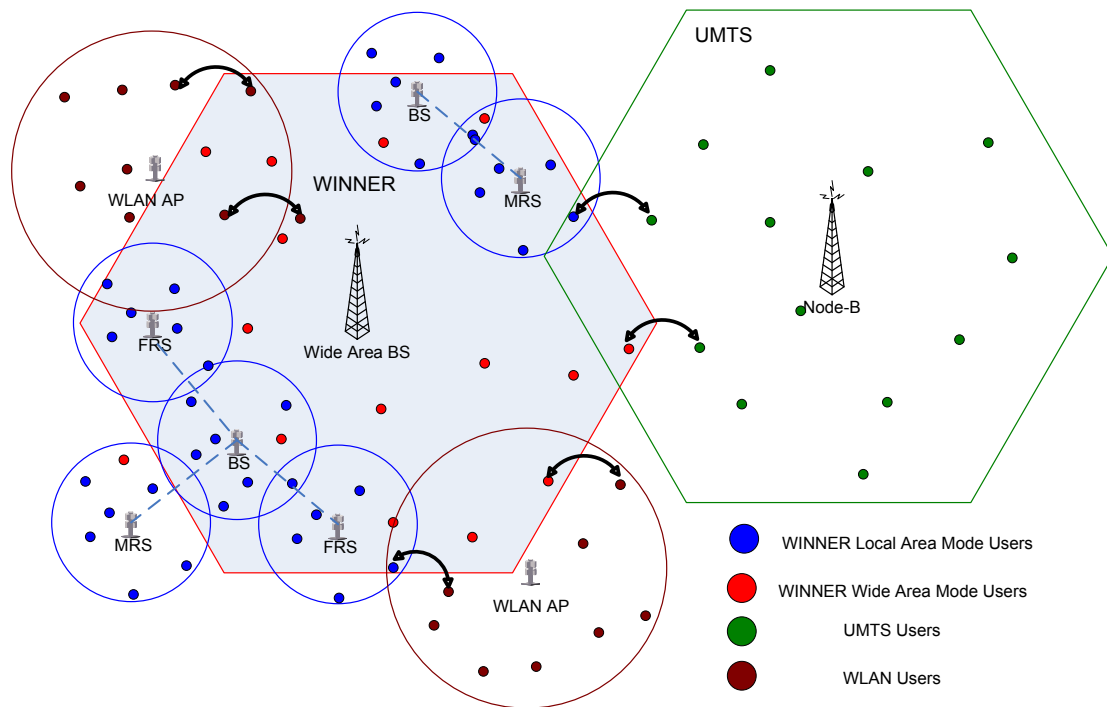 UMTS
BS
WLAN AP
WINNER
MRS
Node-B
FRS
Wide Area BS
BS
MRS
FRS
WLAN AP
WINNER Local Area Mode Users
WINNER Wide Area Mode Users
UMTS Users
WLAN Users